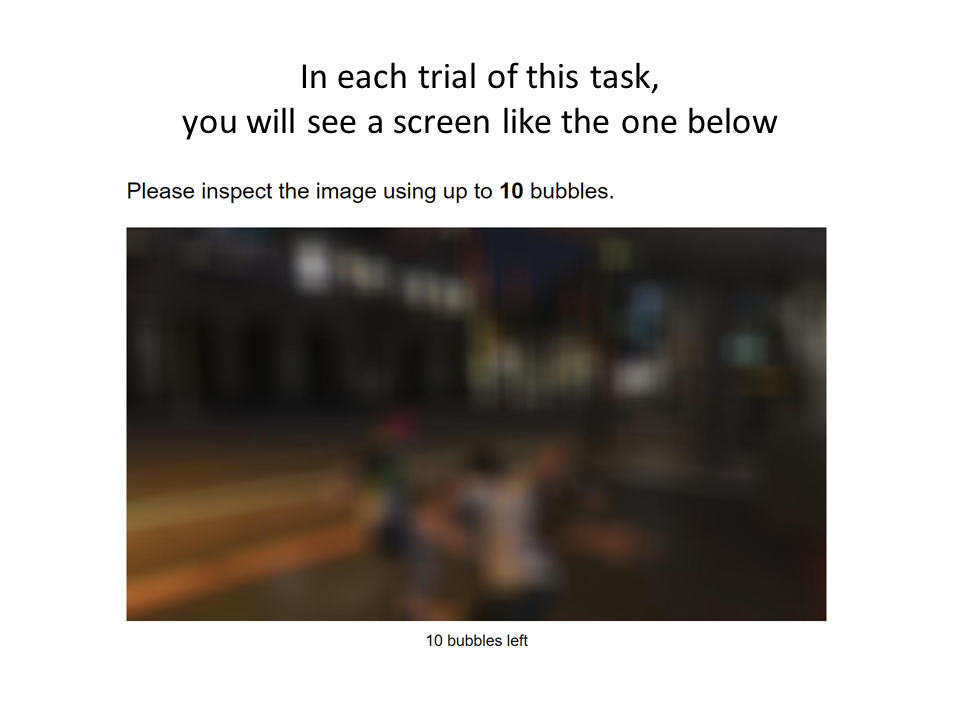 In each trial of this task,
you will see a screen like the one below
Please inspect the image using up to 10 bubbles.
10 bubbles left